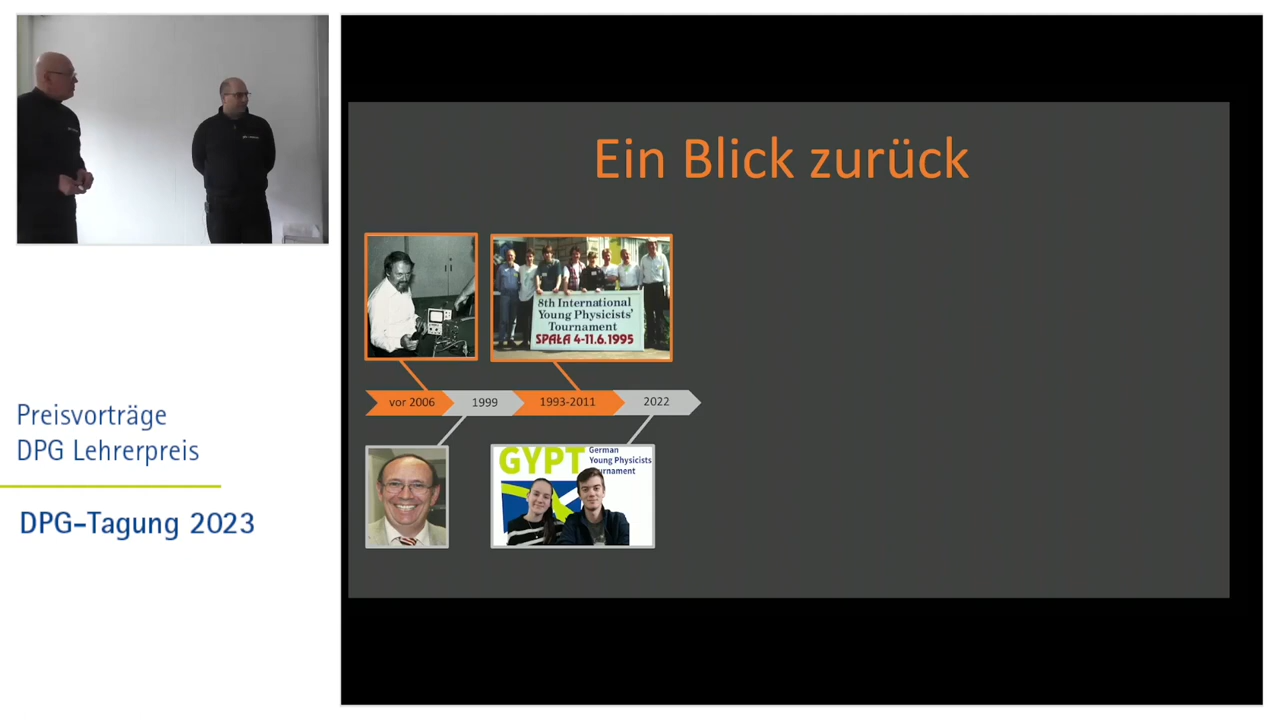 Ein Blick zurück
8th International
Young Physicists'
Tournament
SPAŁA 4-11.6.1995
vor 2006
1999
1993-2011
2022
GYPT
German
Young Physicists
Preisvorträge
DPG Lehrerpreis
DPG-Tagung 2023